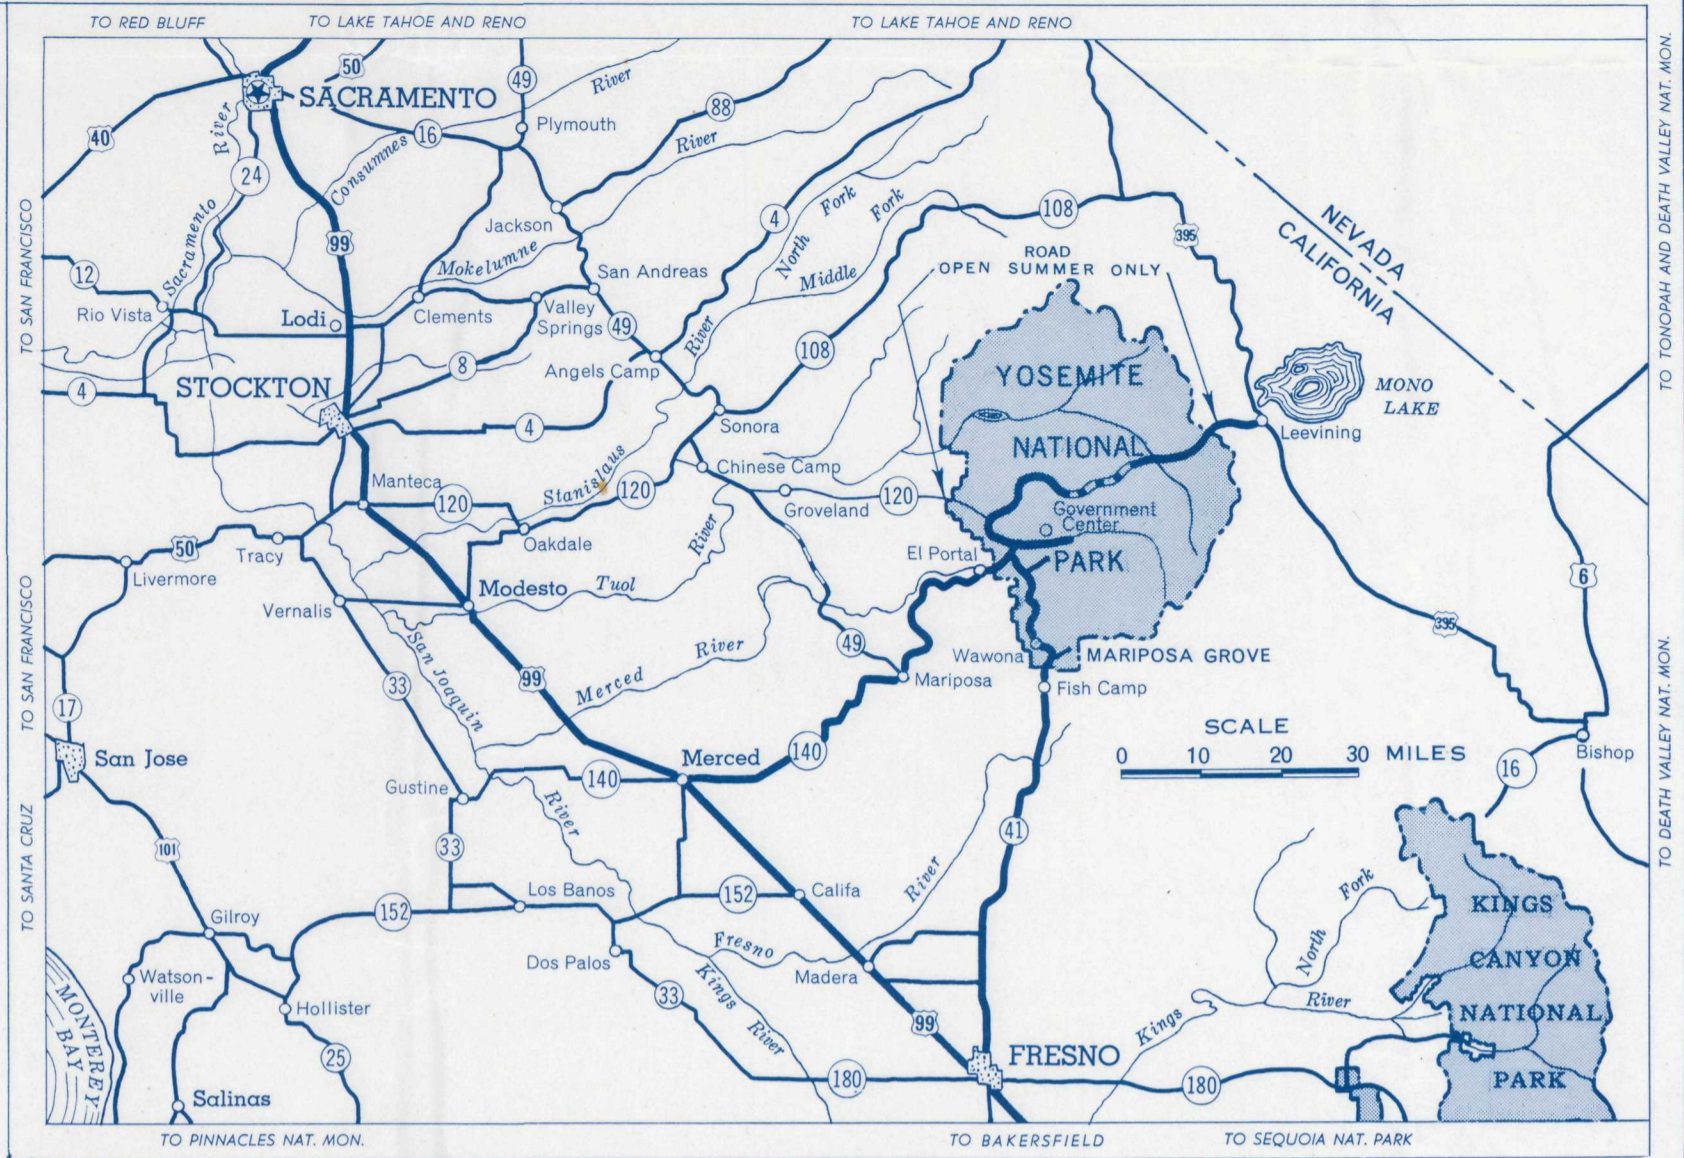 TO RED BLUFF
TO LAKE TAHOE AND RENO
TO LAKE TAHOE AND RENO
50
49
River
SACRAMENTO
88
40
River
16
Plymouth
River
24
Consumnes
Fork
Fork
4
108
NEVADA
CALIFORNIA
TO SAN FRANCISCO
TO TONOPAH AND DEATH VALLEY NAT. MON.
Sacramento
99
Jackson
North
395
12
Mokelumne
San Andreas
Middle
ROAD
OPEN SUMMER ONLY
Rio Vista
Lodi
Clements
Valley
Springs
49
River
108
4
STOCKTON
8
Angels Camp
YOSEMITE
MONO
LAKE
4
Sonora
NATIONAL
Leevining
Stanislaus
Chinese Camp
Manteca
120
120
Groveland
120
Government
Center
50
Tracy
Oakdale
River
El Portal
PARK
Livermore
Vernalis
Modesto
Tuol
6
TO SAN FRANCISCO
395
San Joaquin
49
Wawona
MARIPOSA GROVE
River
33
99
Merced
Mariposa
Fish Camp
TO DEATH VALLEY NAT. MON.
17
SCALE
0 10 20 30 MILES
San Jose
Merced
140
16
Bishop
Gustine
140
River
41
TO SANTA CRUZ
101
33
Los Banos
152
Califa
River
Fork
KINGS
Gilroy
152
Fresno
North
CANYON
Watson-
ville
Dos Palos
Madera
Kings
River
33
River
Kings
NATIONAL
Hollister
99
MONTEREY
BAY
25
FRESNO
180
180
PARK
Salinas
TO PINNACLES NAT. MON.
TO BAKERSFIELD
TO SEQUOIA NAT. PARK